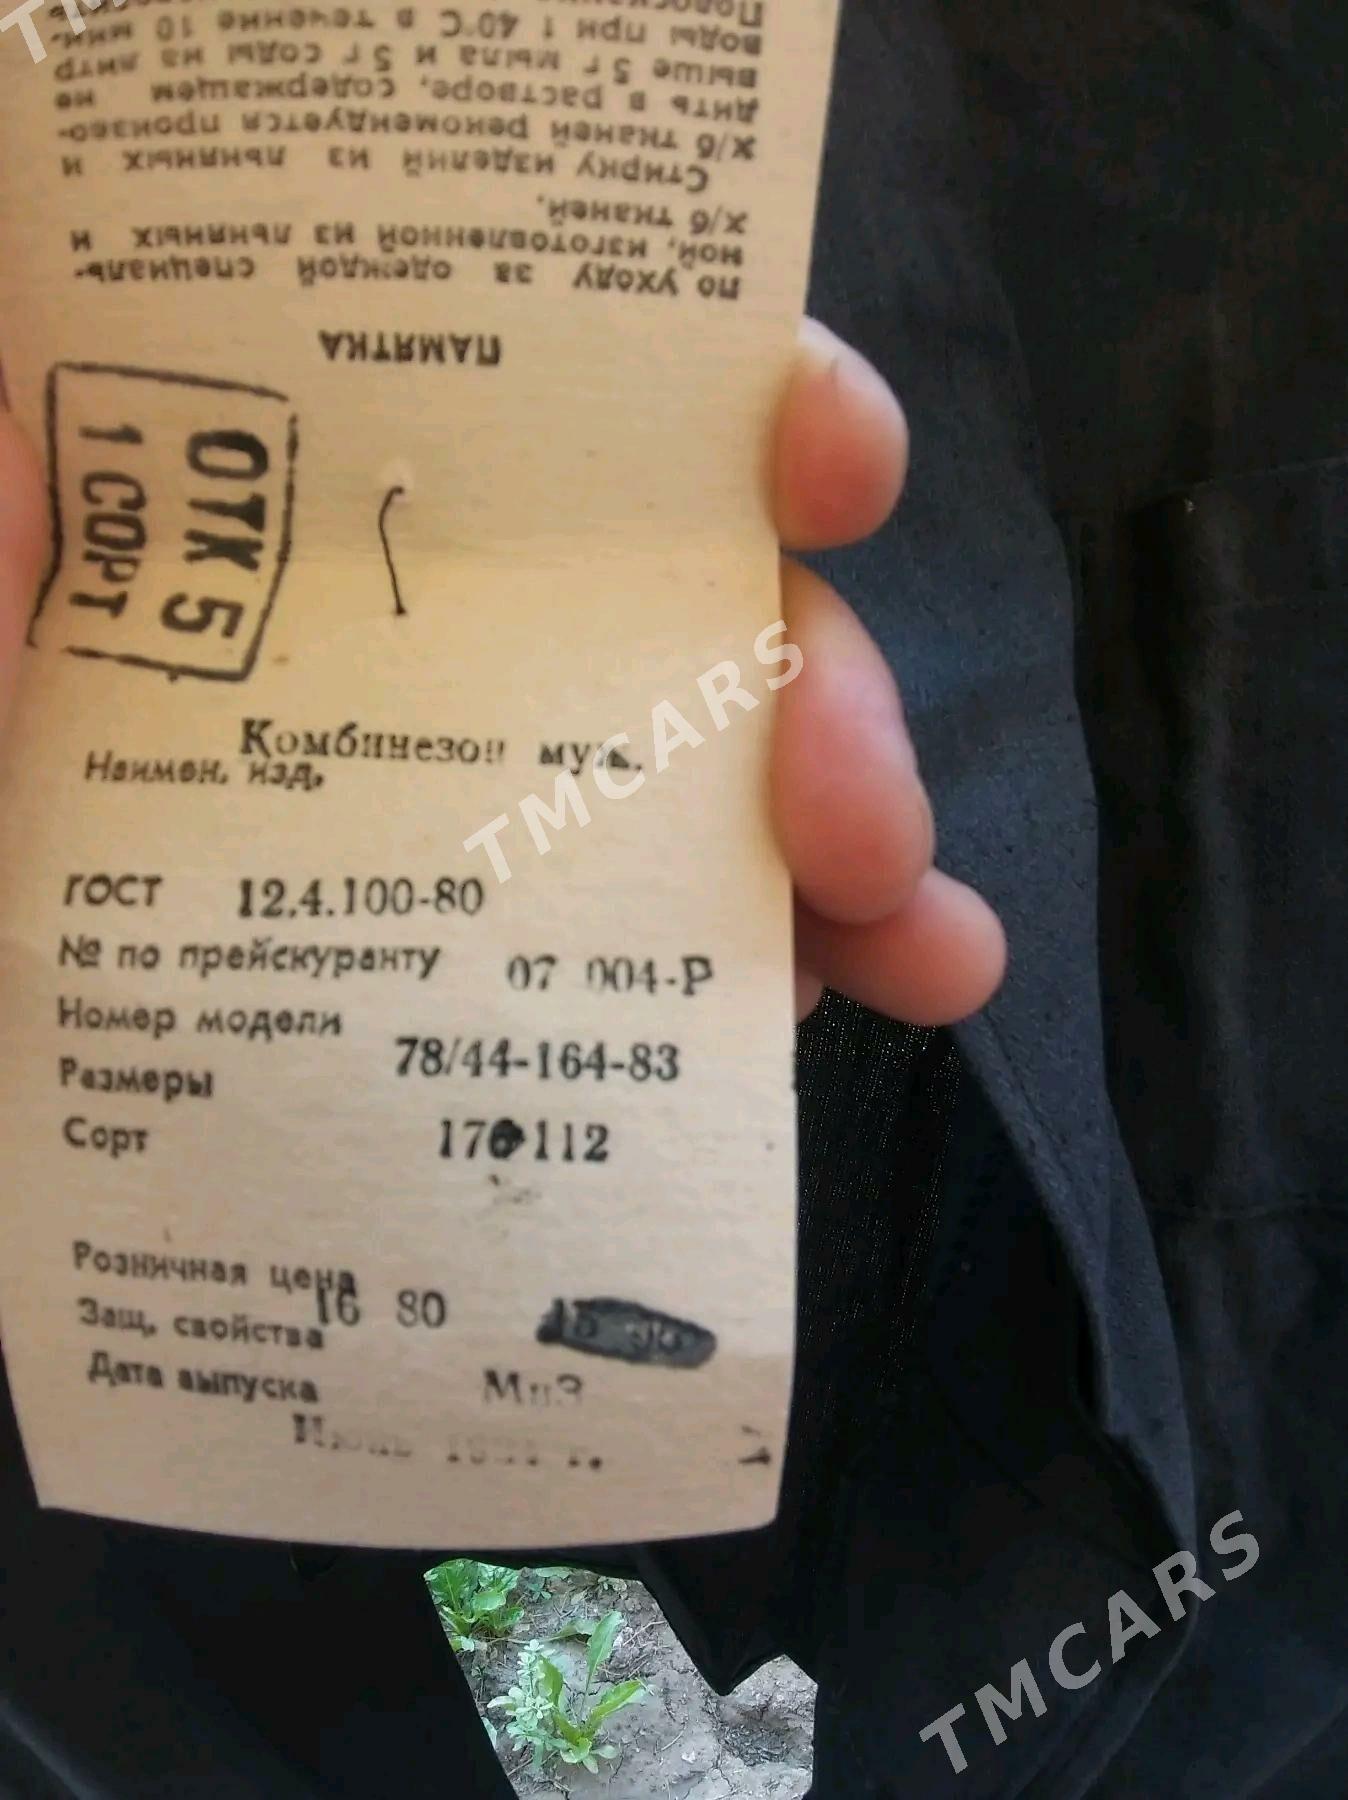 Подоскан
воды при t 40°С в течение 10 мин.
выше 5 г мыла и 5 г соды на литр
дить в растворе, содержащем не
х/б тканей рекомендуется произво-
Стирку изделий из льняных и
х/б тканей.
ной, изготовленной из льняных и
по уходу за одеждой специаль-
ПАМЯТКА
ОТК 5
1 СОРТ
Комбинезон муж.
Наимен. изд.
ГОСТ 12.4.100-80
№ по прейскуранту 07 004-Р
Номер модели
78/44-164-83
Размеры
Сорт 170 112
Розничная цена
16 80
Защ. свойства
Дата выпуска МиЗ
г.
TMCARS
TMCARS